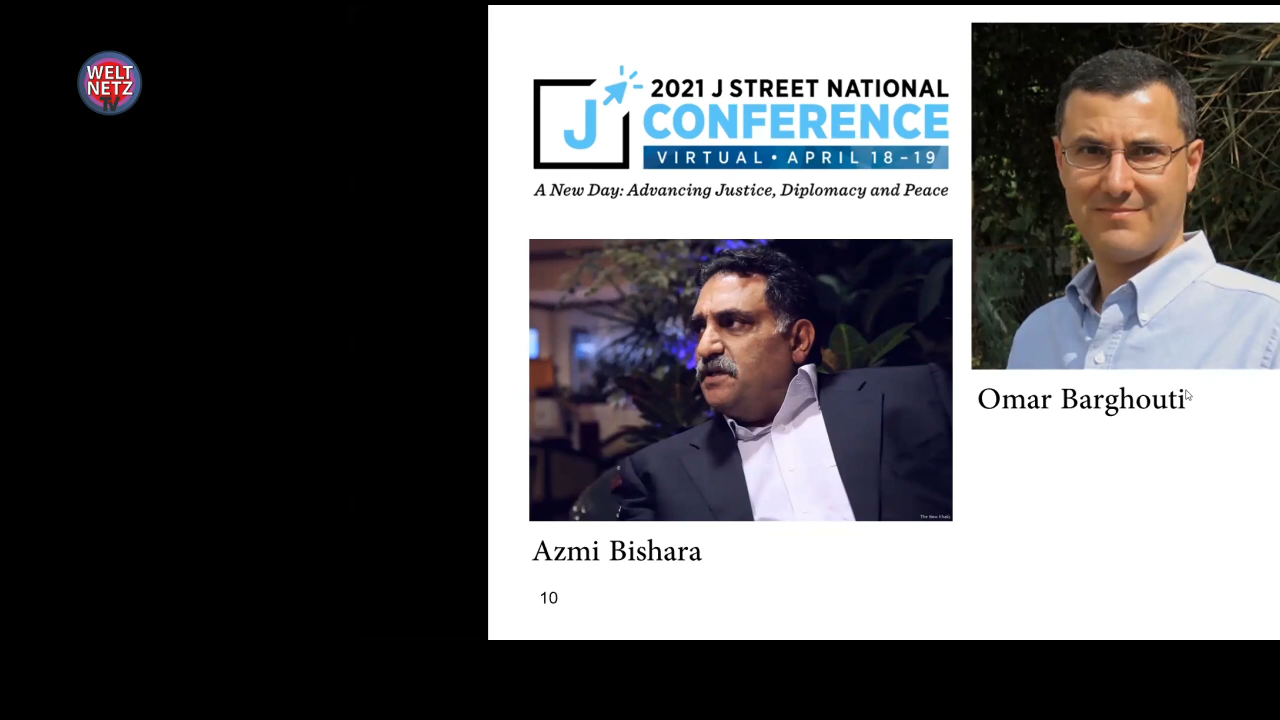 WELT
NETZ
TV
J
2021 J STREET NATIONAL
CONFERENCE
VIRTUAL • APRIL 18-19
A New Day: Advancing Justice, Diplomacy and Peace
Omar Barghouti
Azmi Bishara
10